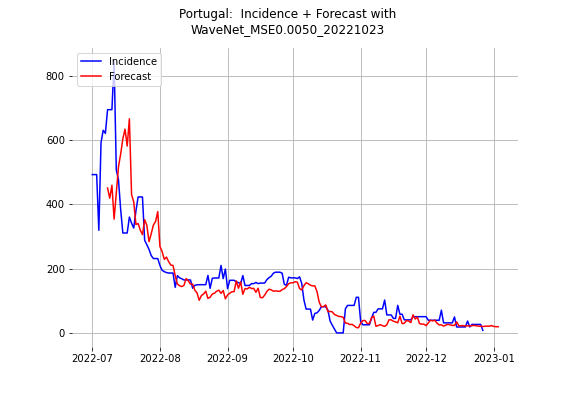 Portugal:  Incidence + Forecast with
WaveNet_MSE0.0050_20221023
Incidence
Forecast
800
600
400
200
0
2022-07 2022-08 2022-09 2022-10 2022-11 2022-12 2023-01